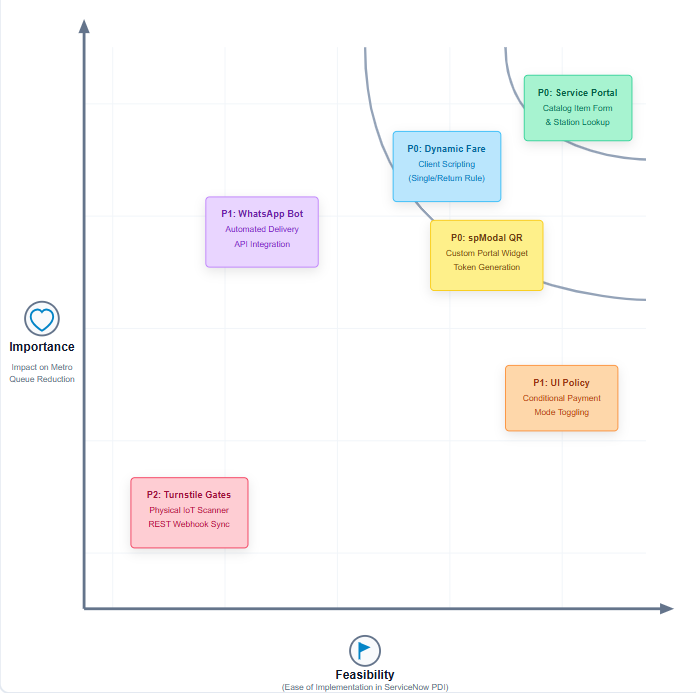 P0: Service Portal
Catalog Item Form
& Station Lookup
P0: Dynamic Fare
Client Scripting
(Single/Return Rule)
P1: WhatsApp Bot
Automated Delivery
API Integration
P0: spModal QR
Custom Portal Widget
Token Generation
Importance
Impact on Metro
Queue Reduction
P1: UI Policy
Conditional Payment
Mode Toggling
P2: Turnstile Gates
Physical IoT Scanner
REST Webhook Sync
Feasibility
(Ease of Implementation in ServiceNow PDI)